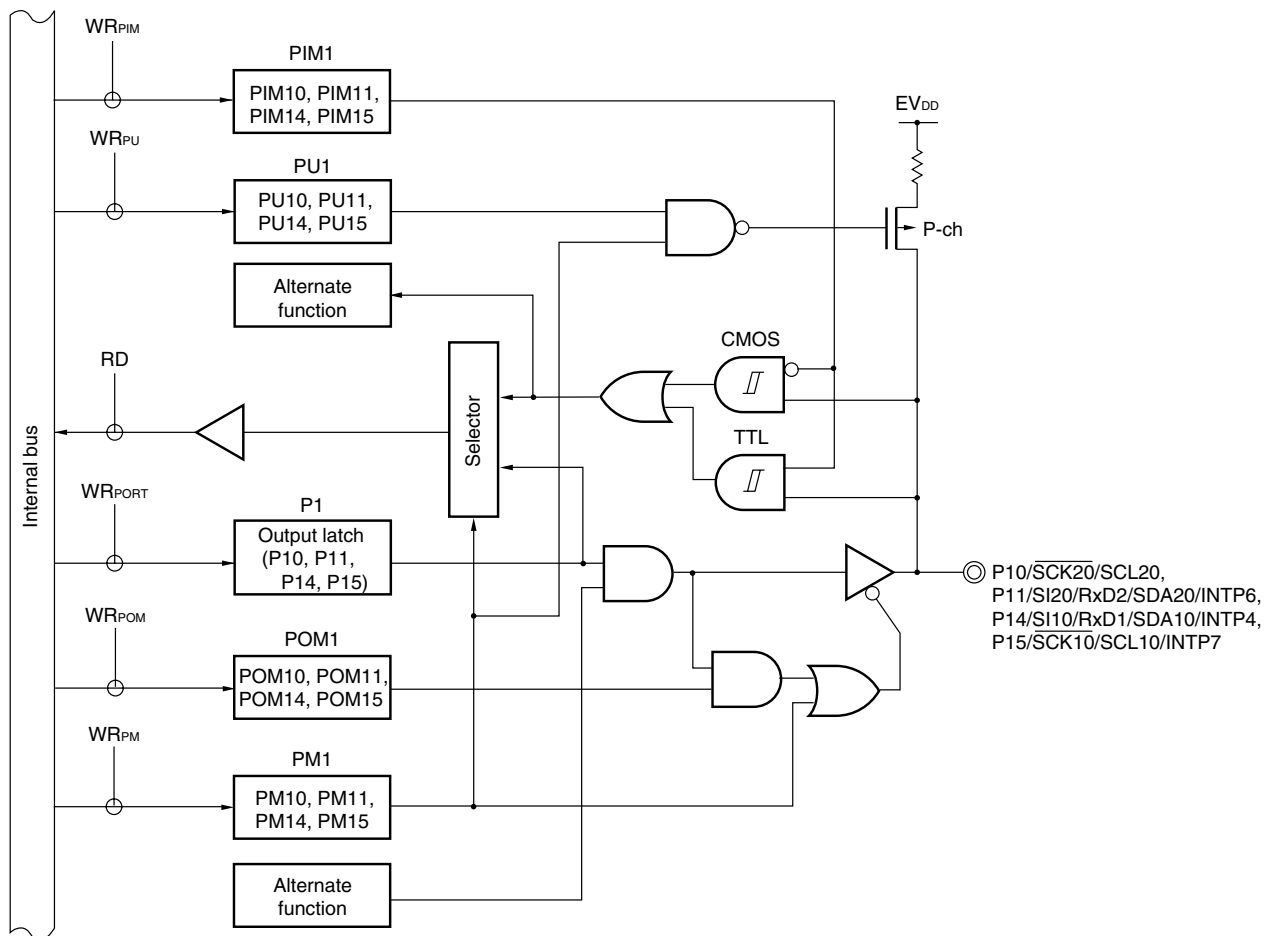 WRPIM
PIM1
PIM10, PIM11,
PIM14, PIM15
EVDD
WRPU
PU1
PU10, PU11,
PU14, PU15
P-ch
Alternate
function
CMOS
RD
Selector
TTL
Internal bus
WRPORT
P1
Output latch
(P10, P11,
P14, P15)
P10/SCK20/SCL20,
P11/SI20/RxD2/SDA20/INTP6,
P14/SI10/RxD1/SDA10/INTP4,
P15/SCK10/SCL10/INTP7
WRPOM
POM1
POM10, POM11,
POM14, POM15
WRPM
PM1
PM10, PM11,
PM14, PM15
Alternate
function